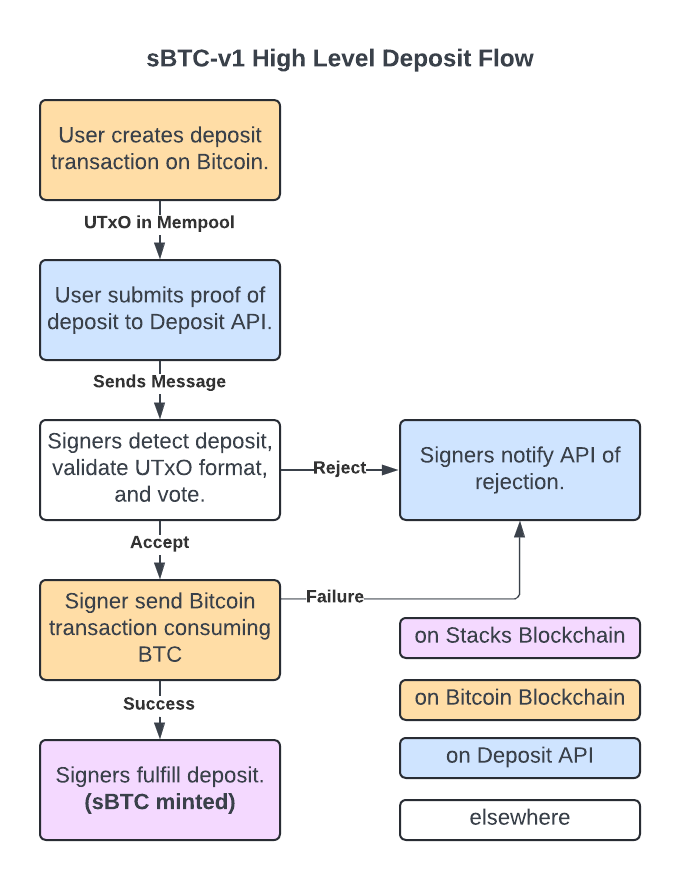 sBTC-v1 High Level Deposit Flow
User creates deposit
transaction on Bitcoin.
UTxO in Mempool
User submits proof of
deposit to Deposit API.
Sends Message
Signers detect deposit,
validate UTxO format,
and vote.
Reject
Signers notify API of
rejection.
Accept
Signer send Bitcoin
transaction consuming
BTC
Failure
Success
Signers fulfill deposit.
(sBTC minted)
on Stacks Blockchain
on Bitcoin Blockchain
on Deposit API
elsewhere